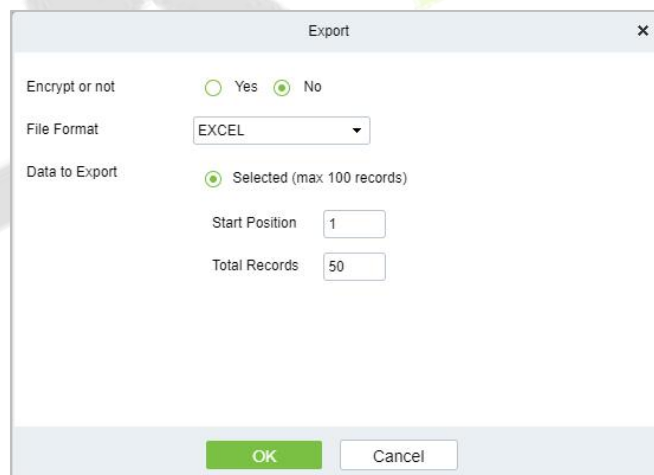 Export
Encrypt or not Yes No
File Format EXCEL
Data to Export Selected (max 100 records)
Start Position 1
Total Records 50
OK Cancel